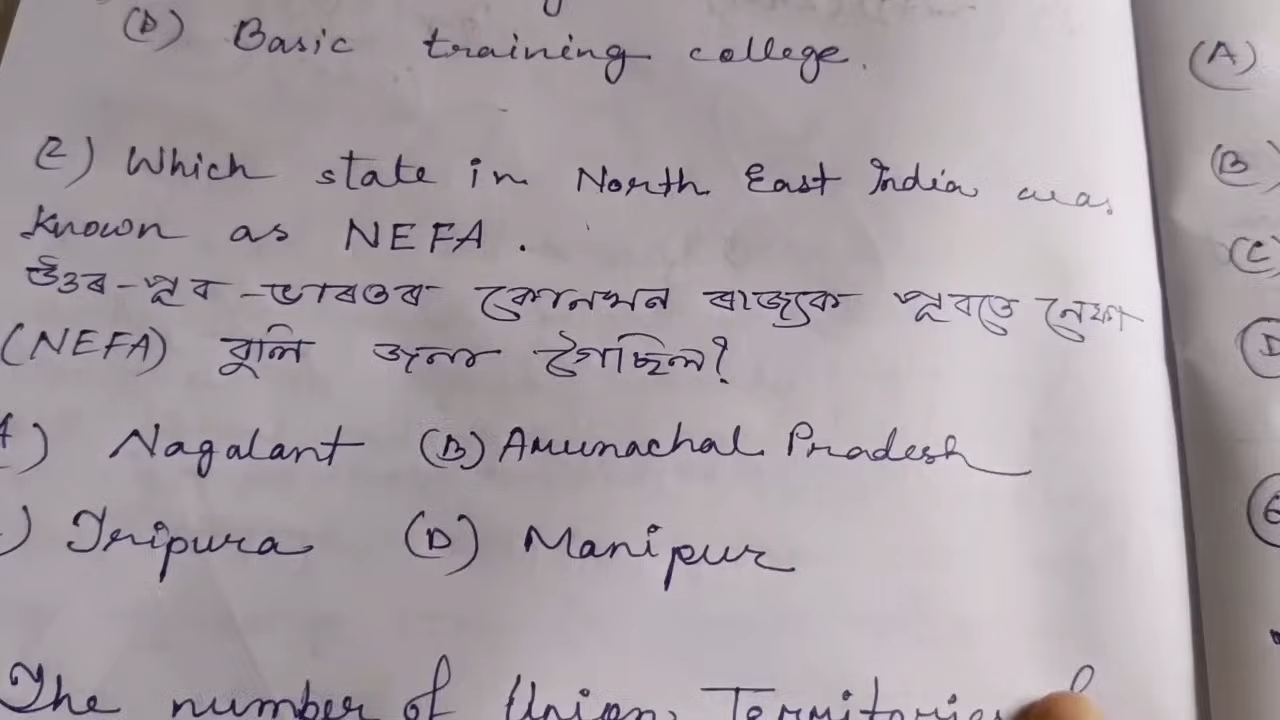 (D) Basic training college.
2) Which state in North East India was
known as NEFA.
উত্তৰ-পূব-ভাৰতৰ কোনখন ৰাজ্যক পূৰবতে নেফা
(NEFA) বুলি জনা গৈছিল?
) Nagalant (B) Arunachal Pradesh
) Tripura (D) Manipur
The number of Union Territories
(A)
(B)
(C)